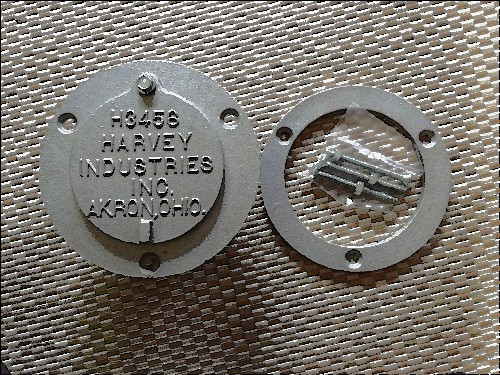 H3456
HARVEY
INDUSTRIES
INC.
AKRON, OHIO.